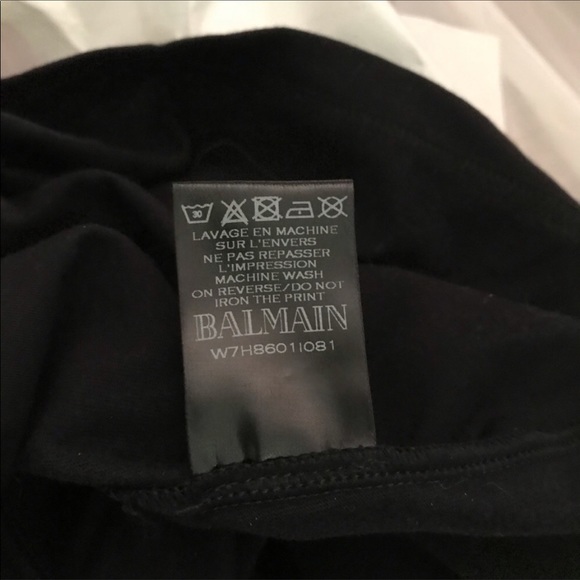 30
LAVAGE EN MACHINE
SUR L'ENVERS
NE PAS REPASSER
L'IMPRESSION
MACHINE WASH
ON REVERSE/DO NOT
IRON THE PRINT
BALMAIN
W7H8601I081